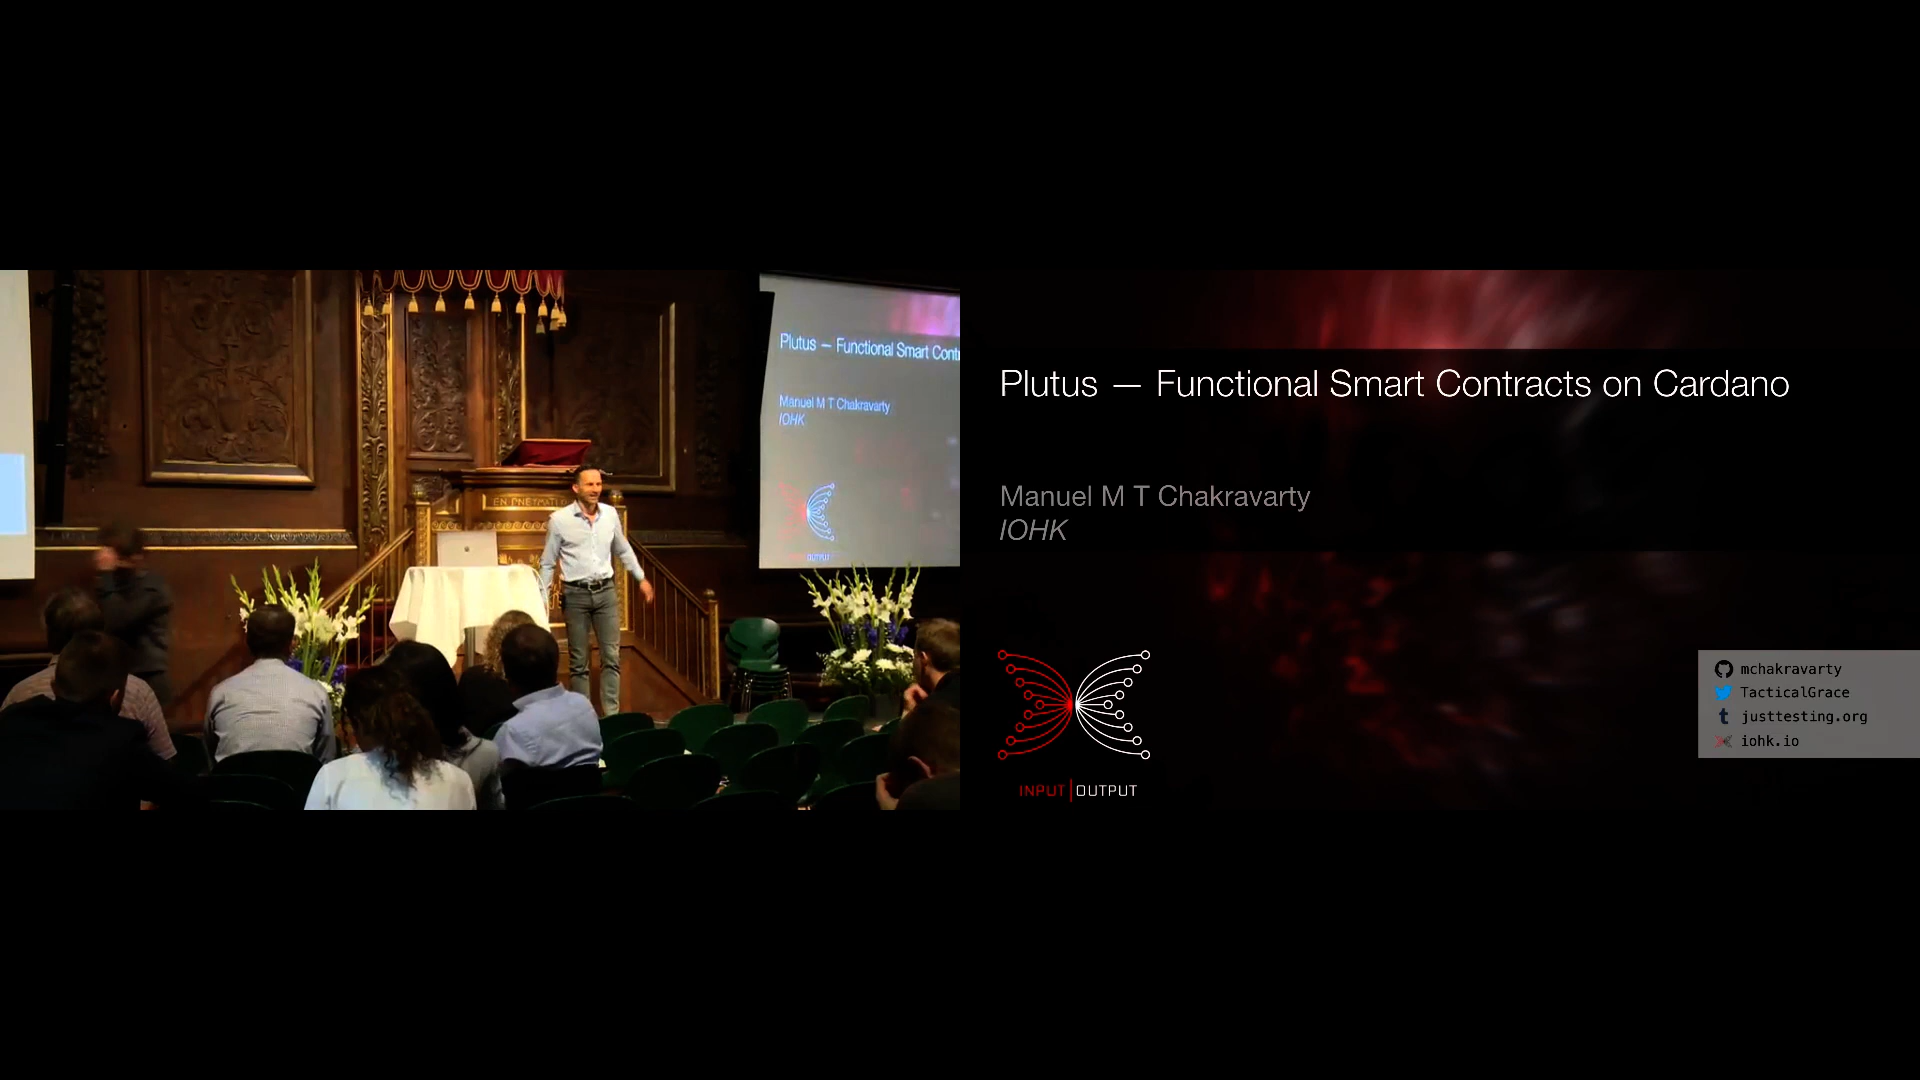 Plutus — Functional Smart Cont
Manuel M T Chakravarty
IOHK
OUTPUT
Plutus — Functional Smart Contracts on Cardano
Manuel M T Chakravarty
IOHK
INPUT|OUTPUT
mchakravarty
TacticalGrace
justtesting.org
iohk.io